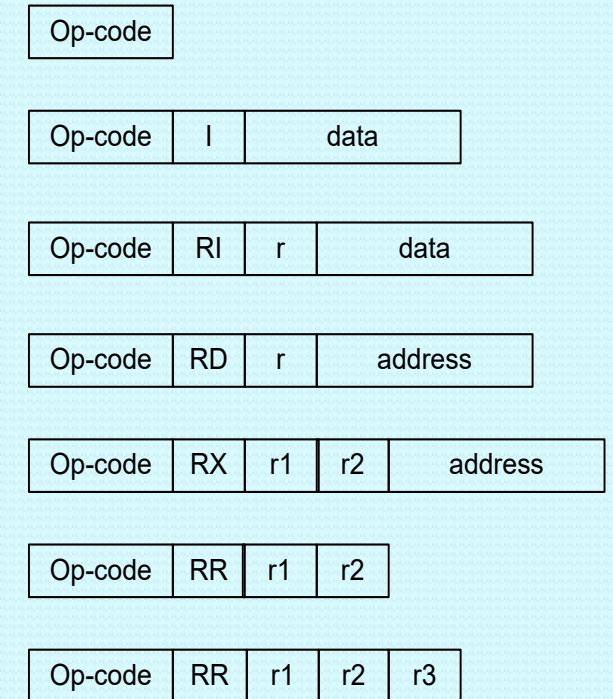 Op-code
Op-code I data
Op-code RI r data
Op-code RD r address
Op-code RX r1 r2 address
Op-code RR r1 r2
Op-code RR r1 r2 r3